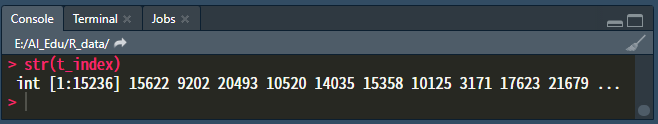 Console Terminal × Jobs ×
E:/AI_Edu/R_data/
> str(t_index)
int [1:15236] 15622 9202 20493 10520 14035 15358 10125 3171 17623 21679 ...
>